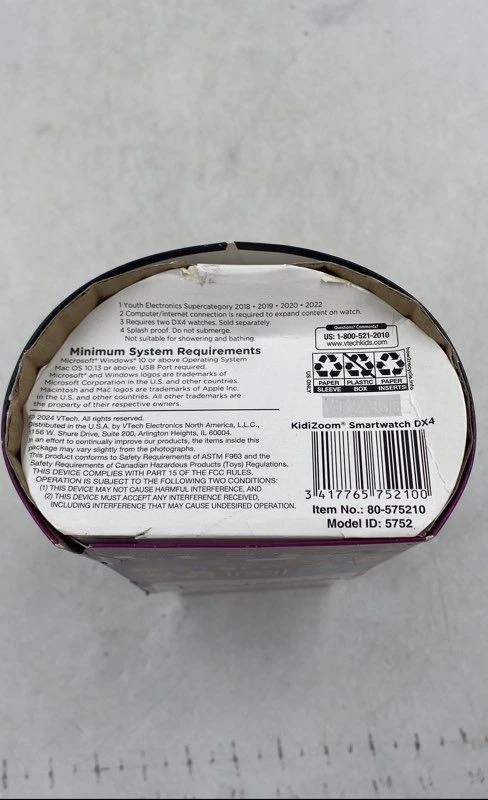 1 Youth Electronics Supercategory 2018 • 2019 • 2020 • 2022
2 Computer/internet connection is required to expand content on watch.
3 Requires two DX4 watches. Sold separately.
4 Splash proof. Do not submerge.
Not suitable for showering and bathing.
Minimum System Requirements
Microsoft® Windows® 10 or above Operating System
Mac OS 10.13 or above. USB Port required.
Microsoft® and Windows logos are trademarks of
Microsoft Corporation in the U.S. and other countries.
Macintosh and Mac logos are trademarks of Apple Inc.
in the U.S. and other countries. All other trademarks are
the property of their respective owners.
© 2024 VTech. All rights reserved.
Distributed in the U.S.A. by VTech Electronics North America, L.L.C.,
1156 W. Shure Drive, Suite 200, Arlington Heights, IL 60004.
In an effort to continually improve our products, the items inside this
package may vary slightly from the photographs.
This product conforms to Safety Requirements of ASTM F963 and the
Safety Requirements of Canadian Hazardous Products (Toys) Regulations.
THIS DEVICE COMPLIES WITH PART 15 OF THE FCC RULES.
OPERATION IS SUBJECT TO THE FOLLOWING TWO CONDITIONS:
(1) THIS DEVICE MAY NOT CAUSE HARMFUL INTERFERENCE, AND
(2) THIS DEVICE MUST ACCEPT ANY INTERFERENCE RECEIVED,
INCLUDING INTERFERENCE THAT MAY CAUSE UNDESIRED OPERATION.
Questions? Comments?
US: 1-800-521-2010
www.vtechkids.com
US ONLY
PAPER PLASTIC PAPER
SLEEVE BOX INSERTS
KidiZoom® Smartwatch DX4
3 417765 752100
Item No.: 80-575210
Model ID: 5752